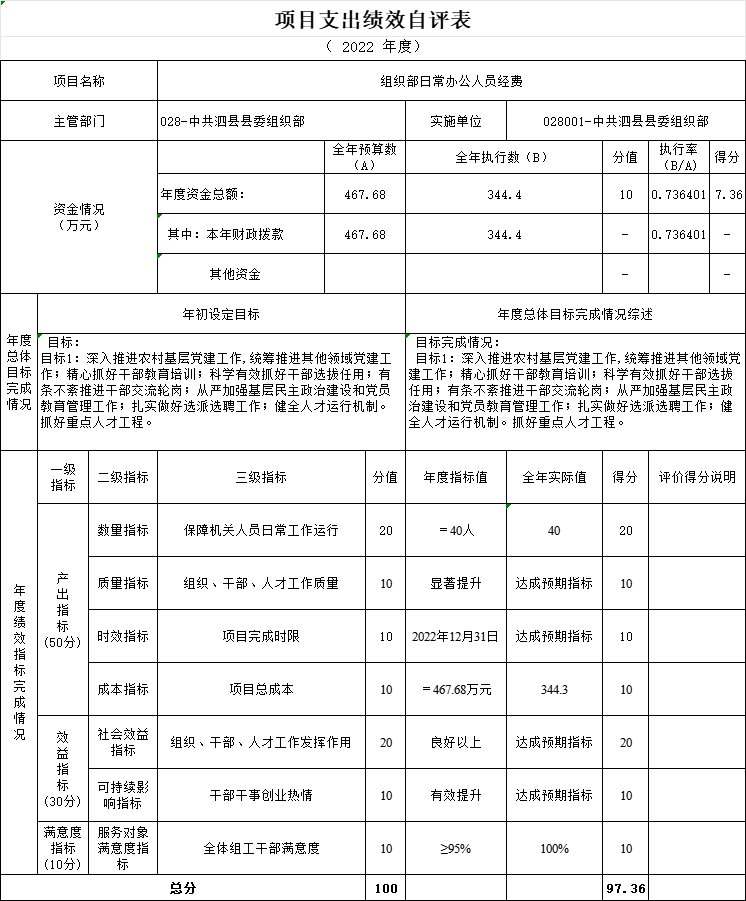 项目支出绩效自评表
（ 2022 年度）
项目名称 组织部日常办公人员经费
主管部门 028-中共泗县县委组织部 实施单位 028001-中共泗县县委组织部
资金情况
（万元）
全年预算数
（A） 全年执行数（B） 分值 执行率
（B/A） 得分
年度资金总额： 467.68 344.4 10 0.736401 7.36
其中：本年财政拨款 467.68 344.4 - 0.736401 -
其他资金 - -
年度总体目标完成情况
年初设定目标 年度总体目标完成情况综述
目标：
目标1：深入推进农村基层党建工作,统筹推进其他领域党建工
作；精心抓好干部教育培训；科学有效抓好干部选拔任用；有
条不紊推进干部交流轮岗；从严加强基层民主政治建设和党员
教育管理工作；扎实做好选派选聘工作；健全人才运行机制。
抓好重点人才工程。
目标完成情况：
目标1：深入推进农村基层党建工作,统筹推进其他领域党
建工作；精心抓好干部教育培训；科学有效抓好干部选拔
任用；有条不紊推进干部交流轮岗；从严加强基层民主政
治建设和党员教育管理工作；扎实做好选派选聘工作；健
全人才运行机制。抓好重点人才工程。
年度绩效指标完成情况
一级
指标 二级指标 三级指标 分值 年度指标值 全年实际值 得分 评价得分说明
产出指标
(50分)
数量指标 保障机关人员日常工作运行 20 ＝40人 40 20
质量指标 组织、干部、人才工作质量 10 显著提升 达成预期指标 10
时效指标 项目完成时限 10 2022年12月31日 达成预期指标 10
成本指标 项目总成本 10 ＝467.68万元 344.3 10
效益指标
(30分)
社会效益
指标 组织、干部、人才工作发挥作用 20 良好以上 达成预期指标 20
可持续影
响指标 干部干事创业热情 10 有效提升 达成预期指标 10
满意度
指标
(10分)
服务对象
满意度指
标 全体组工干部满意度 10 ≥95% 100% 10
总分 100 97.36